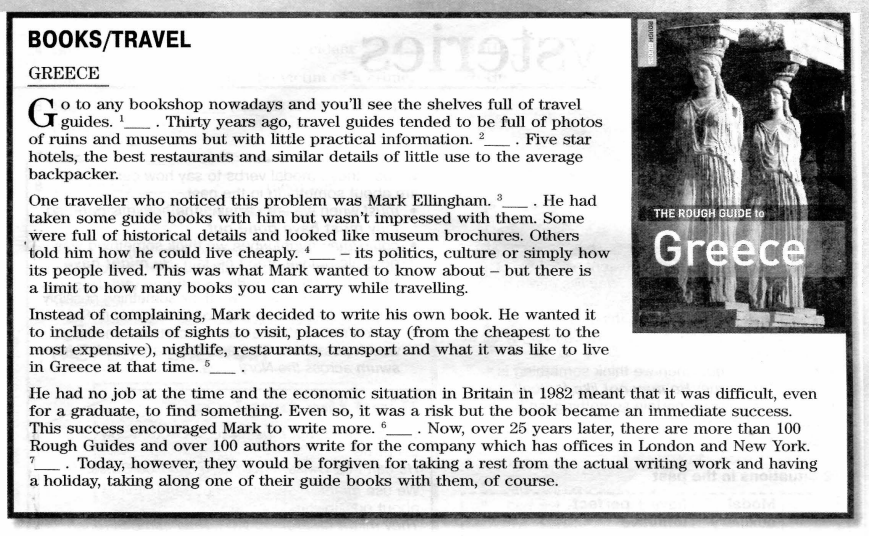 BOOKS/TRAVEL
GREECE
Go to any bookshop nowadays and you'll see the shelves full of travel
guides. 1___ . Thirty years ago, travel guides tended to be full of photos
of ruins and museums but with little practical information. 2___ . Five star
hotels, the best restaurants and similar details of little use to the average
backpacker.
One traveller who noticed this problem was Mark Ellingham. 3___ . He had
taken some guide books with him but wasn't impressed with them. Some
were full of historical details and looked like museum brochures. Others
told him how he could live cheaply. 4___ – its politics, culture or simply how
its people lived. This was what Mark wanted to know about – but there is
a limit to how many books you can carry while travelling.
Instead of complaining, Mark decided to write his own book. He wanted it
to include details of sights to visit, places to stay (from the cheapest to the
most expensive), nightlife, restaurants, transport and what it was like to live
in Greece at that time. 5___ .
He had no job at the time and the economic situation in Britain in 1982 meant that it was difficult, even
for a graduate, to find something. Even so, it was a risk but the book became an immediate success.
This success encouraged Mark to write more. 6___ . Now, over 25 years later, there are more than 100
Rough Guides and over 100 authors write for the company which has offices in London and New York.
7___ . Today, however, they would be forgiven for taking a rest from the actual writing work and having
a holiday, taking along one of their guide books with them, of course.
ROUGH GUIDES
THE ROUGH GUIDE to
Greece